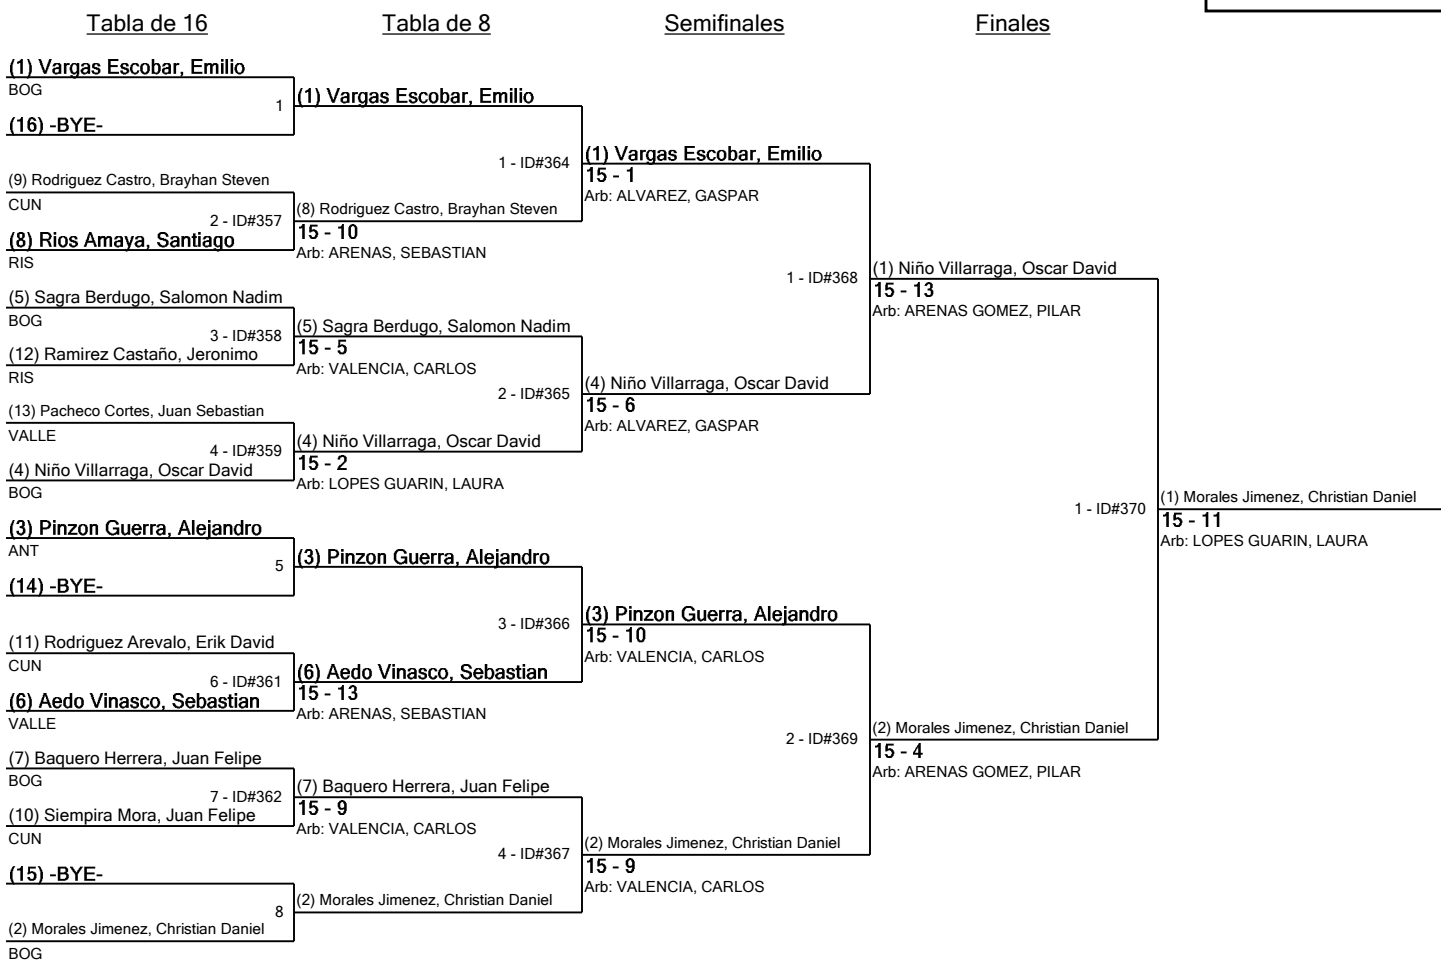 Tabla de 16
Tabla de 8
Semifinales
Finales
(1) Vargas Escobar, Emilio
BOG
1
(16) -BYE-
(9) Rodriguez Castro, Brayhan Steven
CUN
2 - ID#357
(8) Rios Amaya, Santiago
RIS
(5) Sagra Berdugo, Salomon Nadim
BOG
3 - ID#358
(12) Ramirez Castaño, Jeronimo
RIS
(13) Pacheco Cortes, Juan Sebastian
VALLE
4 - ID#359
(4) Niño Villarraga, Oscar David
BOG
(3) Pinzon Guerra, Alejandro
ANT
5
(14) -BYE-
(11) Rodriguez Arevalo, Erik David
CUN
6 - ID#361
(6) Aedo Vinasco, Sebastian
VALLE
(7) Baquero Herrera, Juan Felipe
BOG
7 - ID#362
(10) Siempira Mora, Juan Felipe
CUN
(15) -BYE-
8
(2) Morales Jimenez, Christian Daniel
BOG
(1) Vargas Escobar, Emilio
1 - ID#364
(8) Rodriguez Castro, Brayhan Steven
15 - 10
Arb: ARENAS, SEBASTIAN
(5) Sagra Berdugo, Salomon Nadim
15 - 5
Arb: VALENCIA, CARLOS
2 - ID#365
(4) Niño Villarraga, Oscar David
15 - 2
Arb: LOPES GUARIN, LAURA
(3) Pinzon Guerra, Alejandro
3 - ID#366
(6) Aedo Vinasco, Sebastian
15 - 13
Arb: ARENAS, SEBASTIAN
(7) Baquero Herrera, Juan Felipe
15 - 9
Arb: VALENCIA, CARLOS
4 - ID#367
(2) Morales Jimenez, Christian Daniel
(1) Vargas Escobar, Emilio
15 - 1
Arb: ALVAREZ, GASPAR
1 - ID#368
(4) Niño Villarraga, Oscar David
15 - 6
Arb: ALVAREZ, GASPAR
(3) Pinzon Guerra, Alejandro
15 - 10
Arb: VALENCIA, CARLOS
2 - ID#369
(2) Morales Jimenez, Christian Daniel
15 - 9
Arb: VALENCIA, CARLOS
(1) Niño Villarraga, Oscar David
15 - 13
Arb: ARENAS GOMEZ, PILAR
1 - ID#370
(2) Morales Jimenez, Christian Daniel
15 - 4
Arb: ARENAS GOMEZ, PILAR
(1) Morales Jimenez, Christian Daniel
15 - 11
Arb: LOPES GUARIN, LAURA